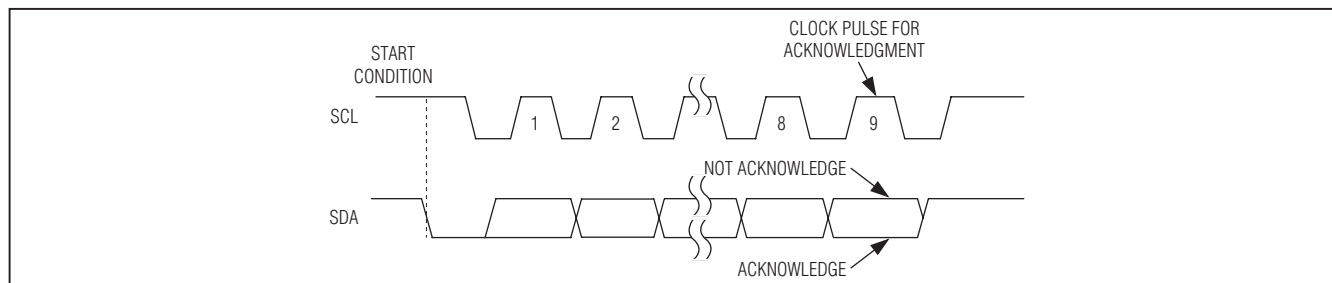 CLOCK PULSE FOR
ACKNOWLEDGMENT
START
CONDITION
SCL
1
2
8
9
NOT ACKNOWLEDGE
SDA
ACKNOWLEDGE